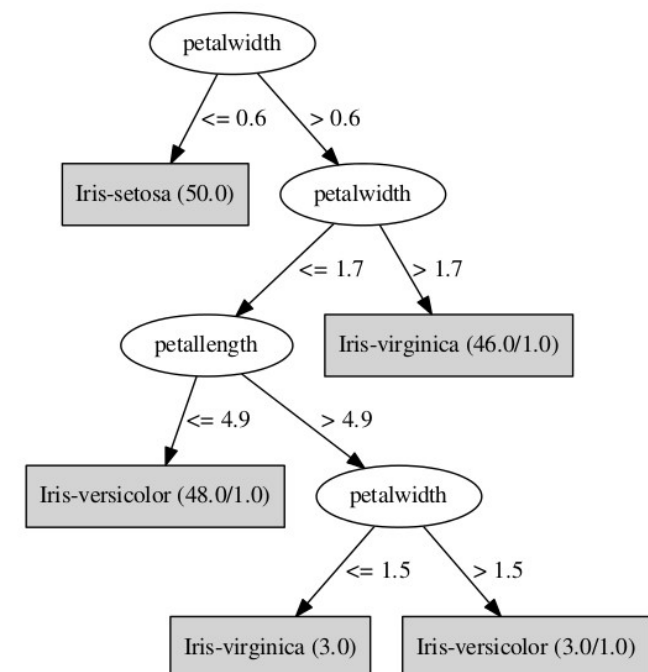 petalwidth
<= 0.6
> 0.6
Iris-setosa (50.0)
petalwidth
<= 1.7
> 1.7
petallength
Iris-virginica (46.0/1.0)
<= 4.9
> 4.9
Iris-versicolor (48.0/1.0)
petalwidth
<= 1.5
> 1.5
Iris-virginica (3.0)
Iris-versicolor (3.0/1.0)